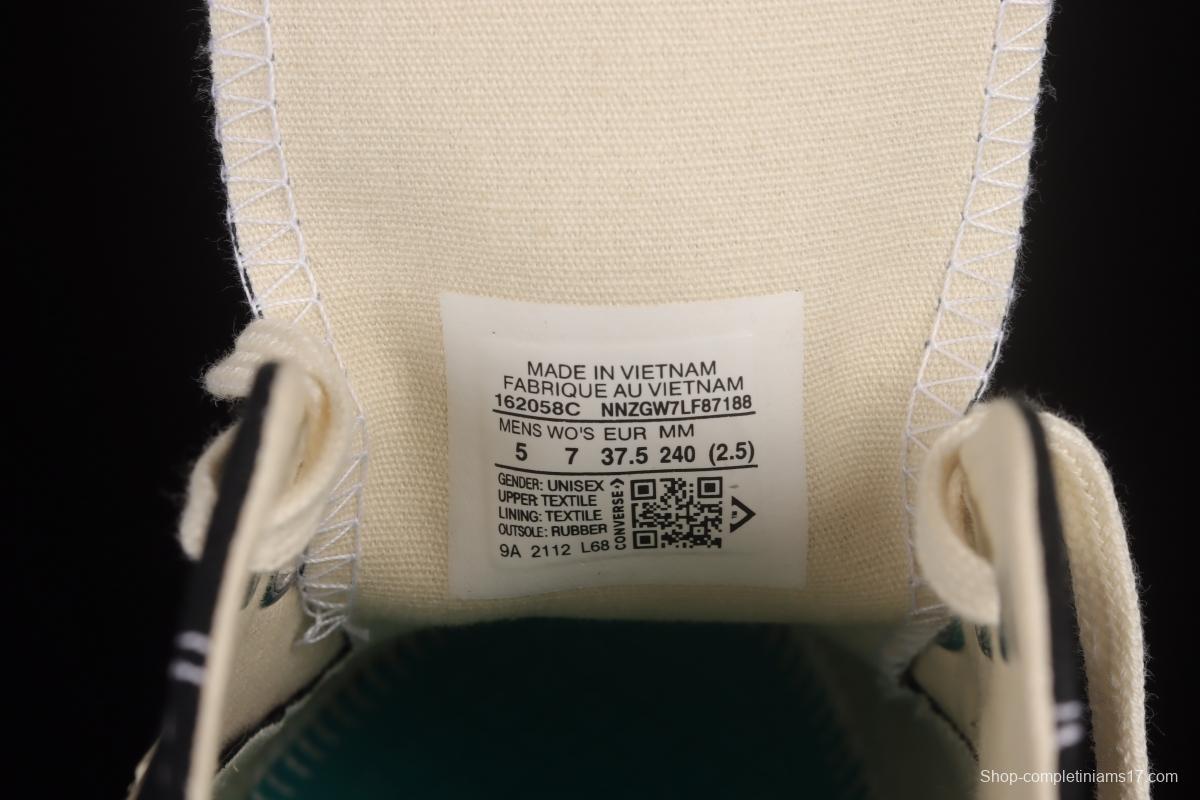 MADE IN VIETNAM
FABRIQUE AU VIETNAM
162058C NNZGW7LF87188
MENS WO'S EUR MM
5 7 37.5 240 (2.5)
GENDER: UNISEX
UPPER: TEXTILE
LINING: TEXTILE
OUTSOLE: RUBBER
9A 2112 L68
CONVERSE
Shop-completiniams17.com